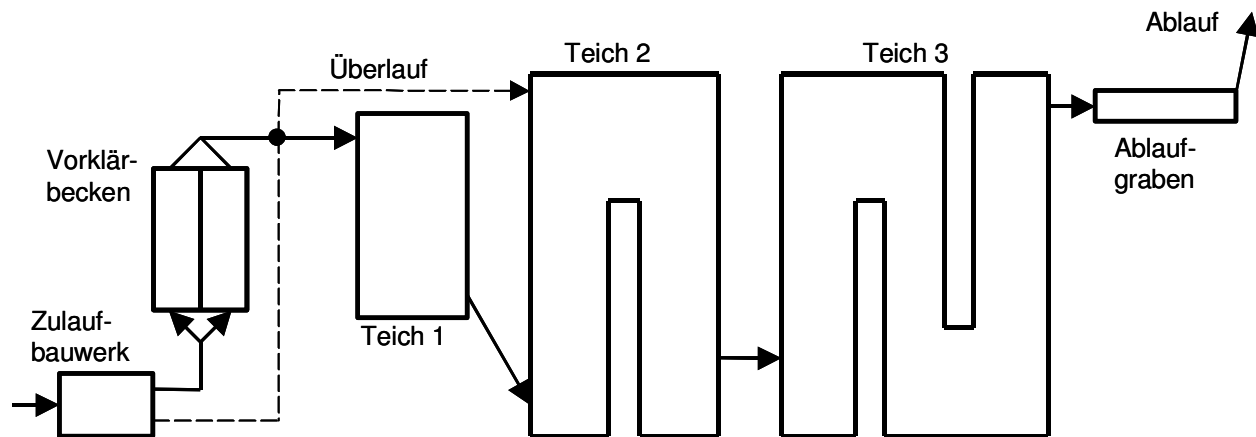 Ablauf
Teich 2
Teich 3
Überlauf
Vorklär-
becken
Ablauf-
graben
Zulauf-
bauwerk
Teich 1